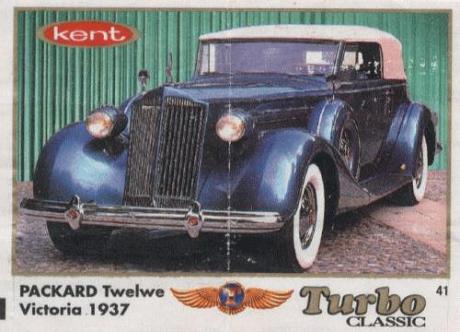 kent
PACKARD Twelwe
Victoria 1937
Turbo
CLASSIC
41